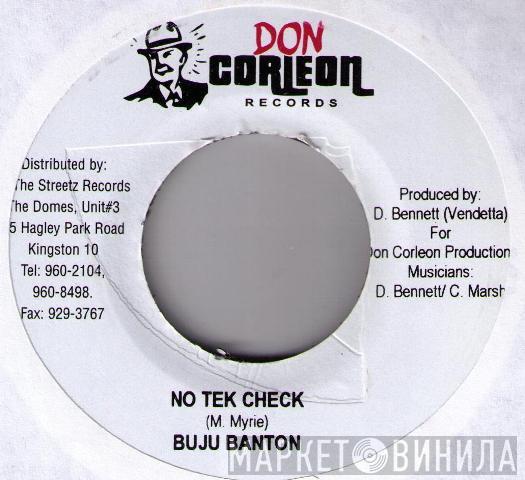 DON
CORLEON
RECORDS
Distributed by:
The Streetz Records
The Domes, Unit#3
5 Hagley Park Road
Kingston 10
Tel: 960-2104,
960-8498.
Fax: 929-3767
Produced by:
D. Bennett (Vendetta)
For
Don Corleon Production
Musicians:
D. Bennett/ C. Marsh
NO TEK CHECK
(M. Myrie)
BUJU BANTON
МАРКЕТ ВИНИЛА